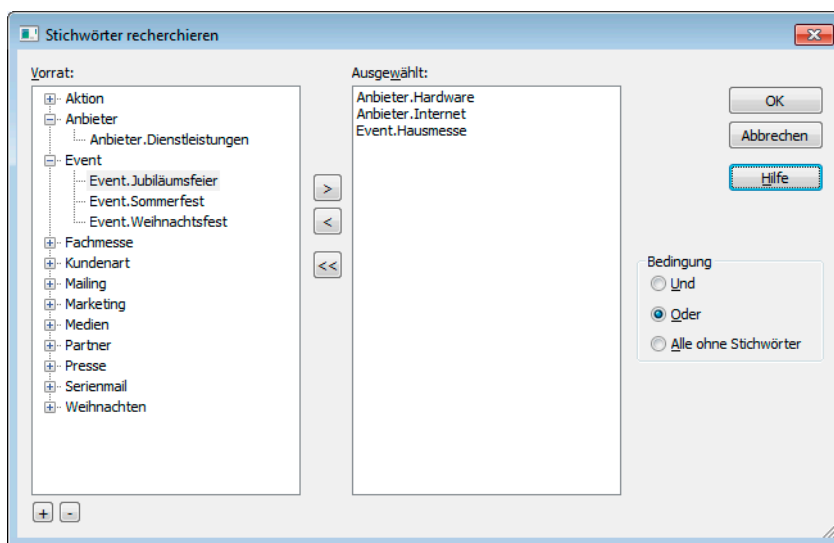 Stichwörter recherchieren
Vorrat:
Aktion
Anbieter
Anbieter.Dienstleistungen
Event
Event.Jubiläumsfeier
Event.Sommerfest
Event.Weihnachtsfest
Fachmesse
Kundenart
Mailing
Marketing
Medien
Partner
Presse
Serienmail
Weihnachten
+ -
>
<
<<
Ausgewählt:
Anbieter.Hardware
Anbieter.Internet
Event.Hausmesse
OK
Abbrechen
Hilfe
Bedingung
Und
Oder
Alle ohne Stichwörter